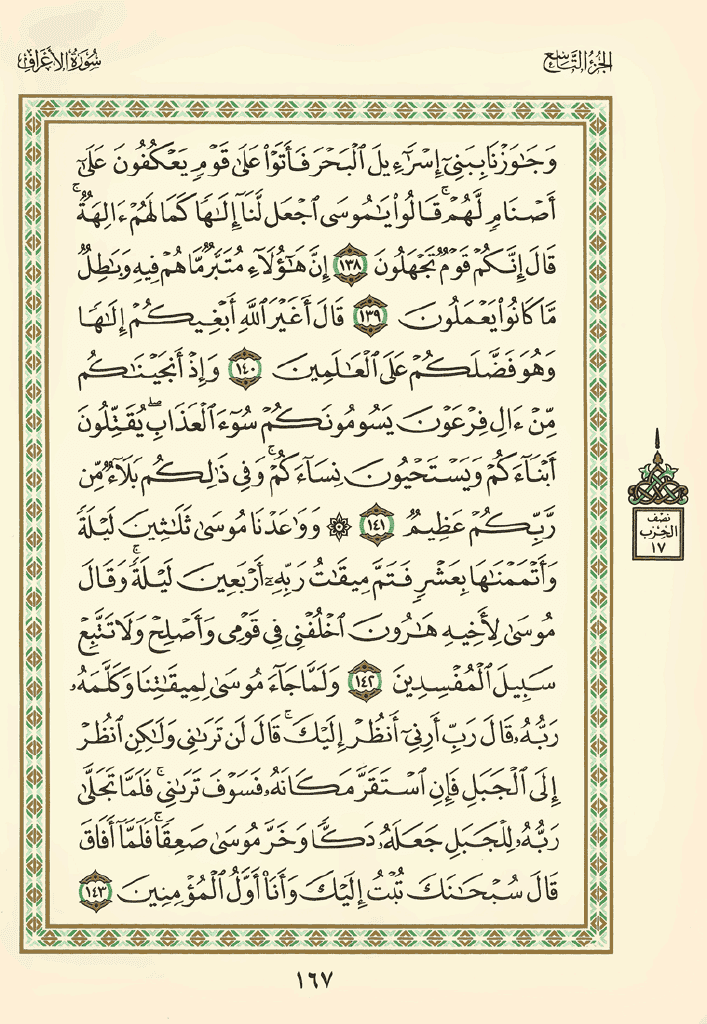 الجزء التاسع
سورة الأعراف
وَجَٰوَزْنَا بِبَنِىٓ إِسْرَٰٓءِيلَ ٱلْبَحْرَ فَأَتَوْا۟ عَلَىٰ قَوْمٍ يَعْكُفُونَ عَلَىٰٓ
أَصْنَامٍ لَّهُمْ ۚ قَالُوا۟ يَٰمُوسَى ٱجْعَل لَّنَآ إِلَٰهًا كَمَا لَهُمْ ءَالِهَةٌ ۚ
قَالَ إِنَّكُمْ قَوْمٌ تَجْهَلُونَ ١٣٨ إِنَّ هَٰٓؤُلَآءِ مُتَبَّرٌ مَّا هُمْ فِيهِ وَبَٰطِلٌ
مَّا كَانُوا۟ يَعْمَلُونَ ١٣٩ قَالَ أَغَيْرَ ٱللَّهِ أَبْغِيكُمْ إِلَٰهًا
وَهُوَ فَضَّلَكُمْ عَلَى ٱلْعَٰلَمِينَ ١٤٠ وَإِذْ أَنجَيْنَٰكُم
مِّنْ ءَالِ فِرْعَوْنَ يَسُومُونَكُمْ سُوٓءَ ٱلْعَذَابِ ۖ يُقَتِّلُونَ
أَبْنَآءَكُمْ وَيَسْتَحْيُونَ نِسَآءَكُمْ ۚ وَفِى ذَٰلِكُم بَلَآءٌ مِّن
رَّبِّكُمْ عَظِيمٌ ١٤١ ۞ وَوَٰعَدْنَا مُوسَىٰ ثَلَٰثِينَ لَيْلَةً
وَأَتْمَمْنَٰهَا بِعَشْرٍ فَتَمَّ مِيقَٰتُ رَبِّهِۦٓ أَرْبَعِينَ لَيْلَةً ۚ وَقَالَ
مُوسَىٰ لِأَخِيهِ هَٰرُونَ ٱخْلُفْنِى فِى قَوْمِى وَأَصْلِحْ وَلَا تَتَّبِعْ
سَبِيلَ ٱلْمُفْسِدِينَ ١٤٢ وَلَمَّا جَآءَ مُوسَىٰ لِمِيقَٰتِنَا وَكَلَّمَهُۥ
رَبُّهُۥ قَالَ رَبِّ أَرِنِىٓ أَنظُرْ إِلَيْكَ ۚ قَالَ لَن تَرَىٰنِى وَلَٰكِنِ ٱنظُرْ
إِلَى ٱلْجَبَلِ فَإِنِ ٱسْتَقَرَّ مَكَانَهُۥ فَسَوْفَ تَرَىٰنِى ۚ فَلَمَّا تَجَلَّىٰ
رَبُّهُۥ لِلْجَبَلِ جَعَلَهُۥ دَكًّا وَخَرَّ مُوسَىٰ صَعِقًا ۚ فَلَمَّآ أَفَاقَ
قَالَ سُبْحَٰنَكَ تُبْتُ إِلَيْكَ وَأَنَا۠ أَوَّلُ ٱلْمُؤْمِنِينَ ١٤٣
نصف
الحزب
١٧
١٦٧